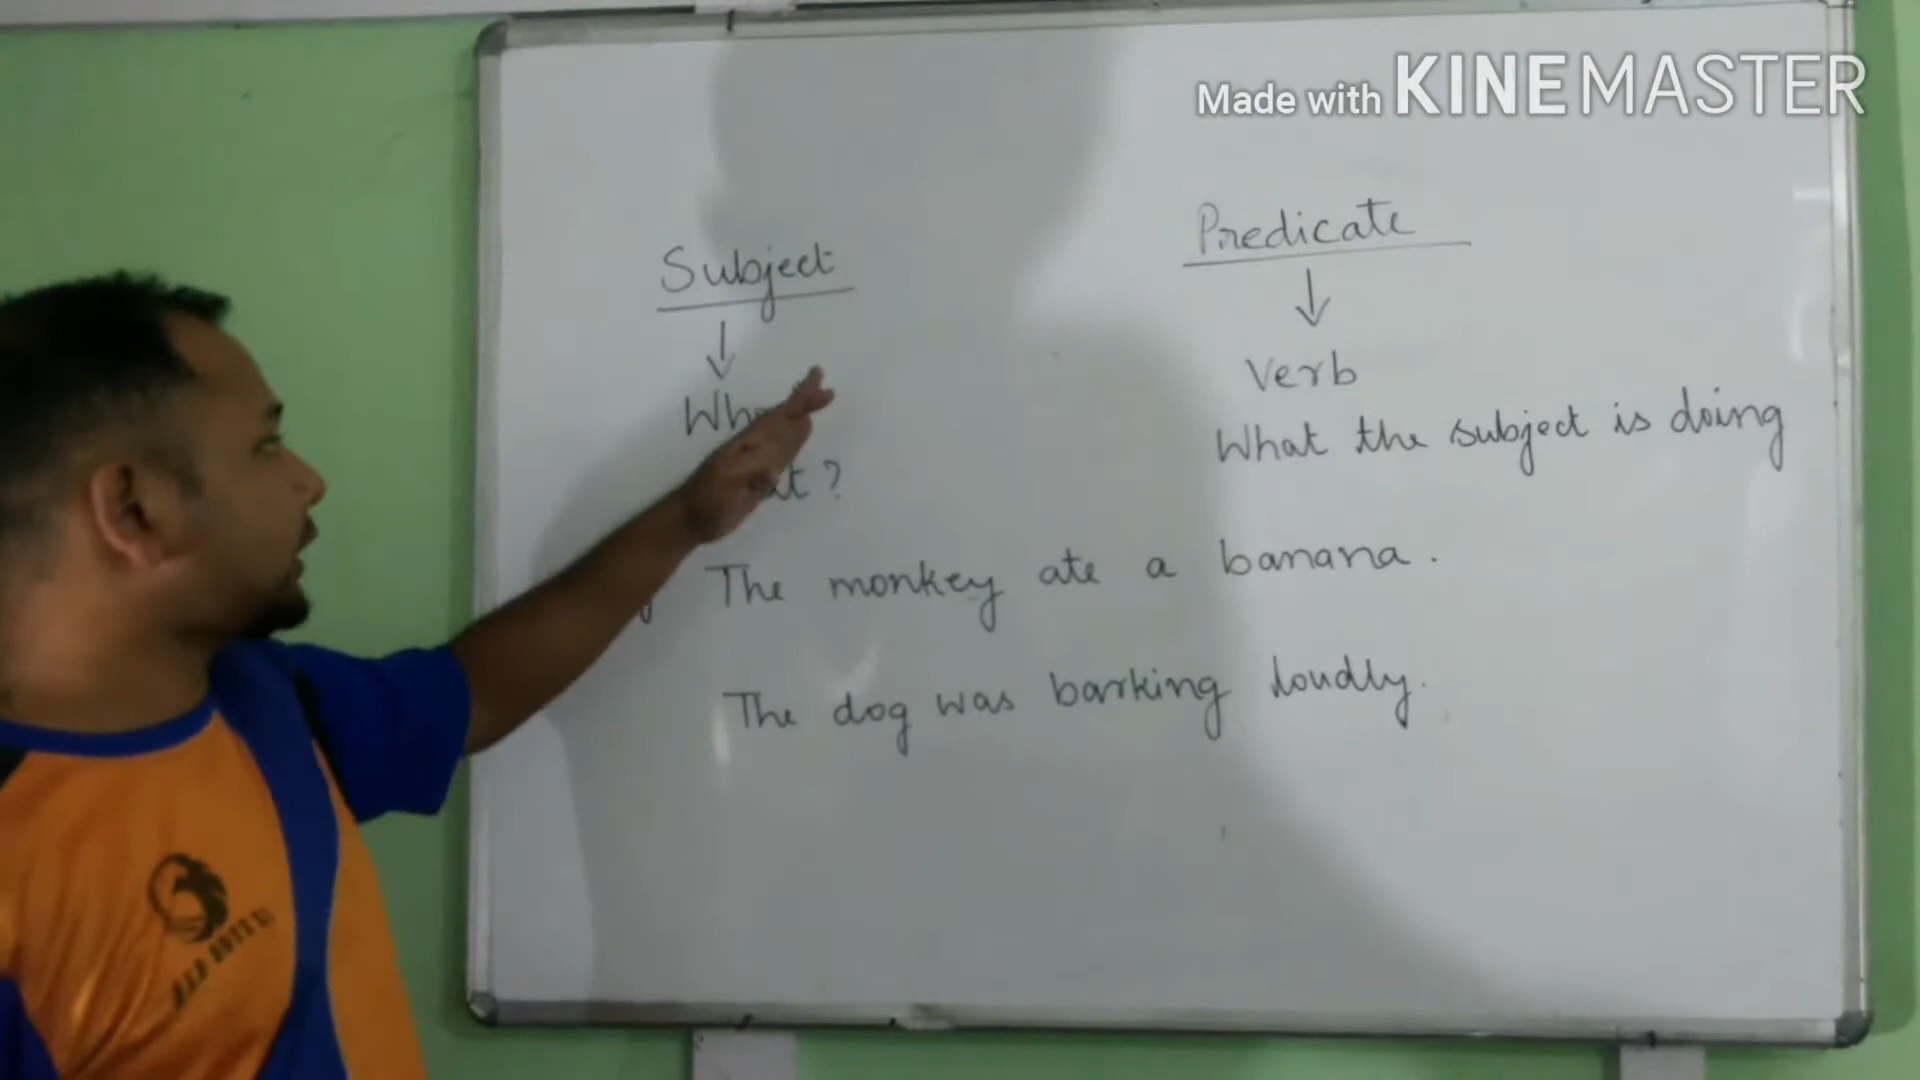 Made with KINEMASTER
Subject
Predicate
Verb
What the subject is doing
The monkey ate a banana.
The dog was barking loudly.